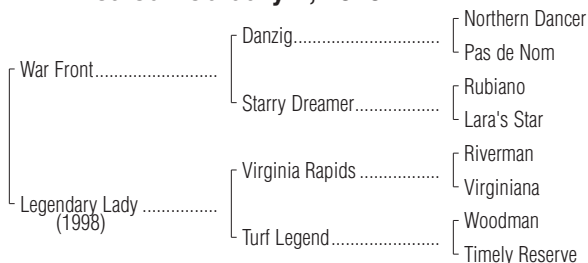 Northern Dancer
Danzig
Pas de Nom
War Front
Rubiano
Starry Dreamer
Lara's Star
Riverman
Virginia Rapids
Virginiana
Legendary Lady
(1998)
Woodman
Turf Legend
Timely Reserve